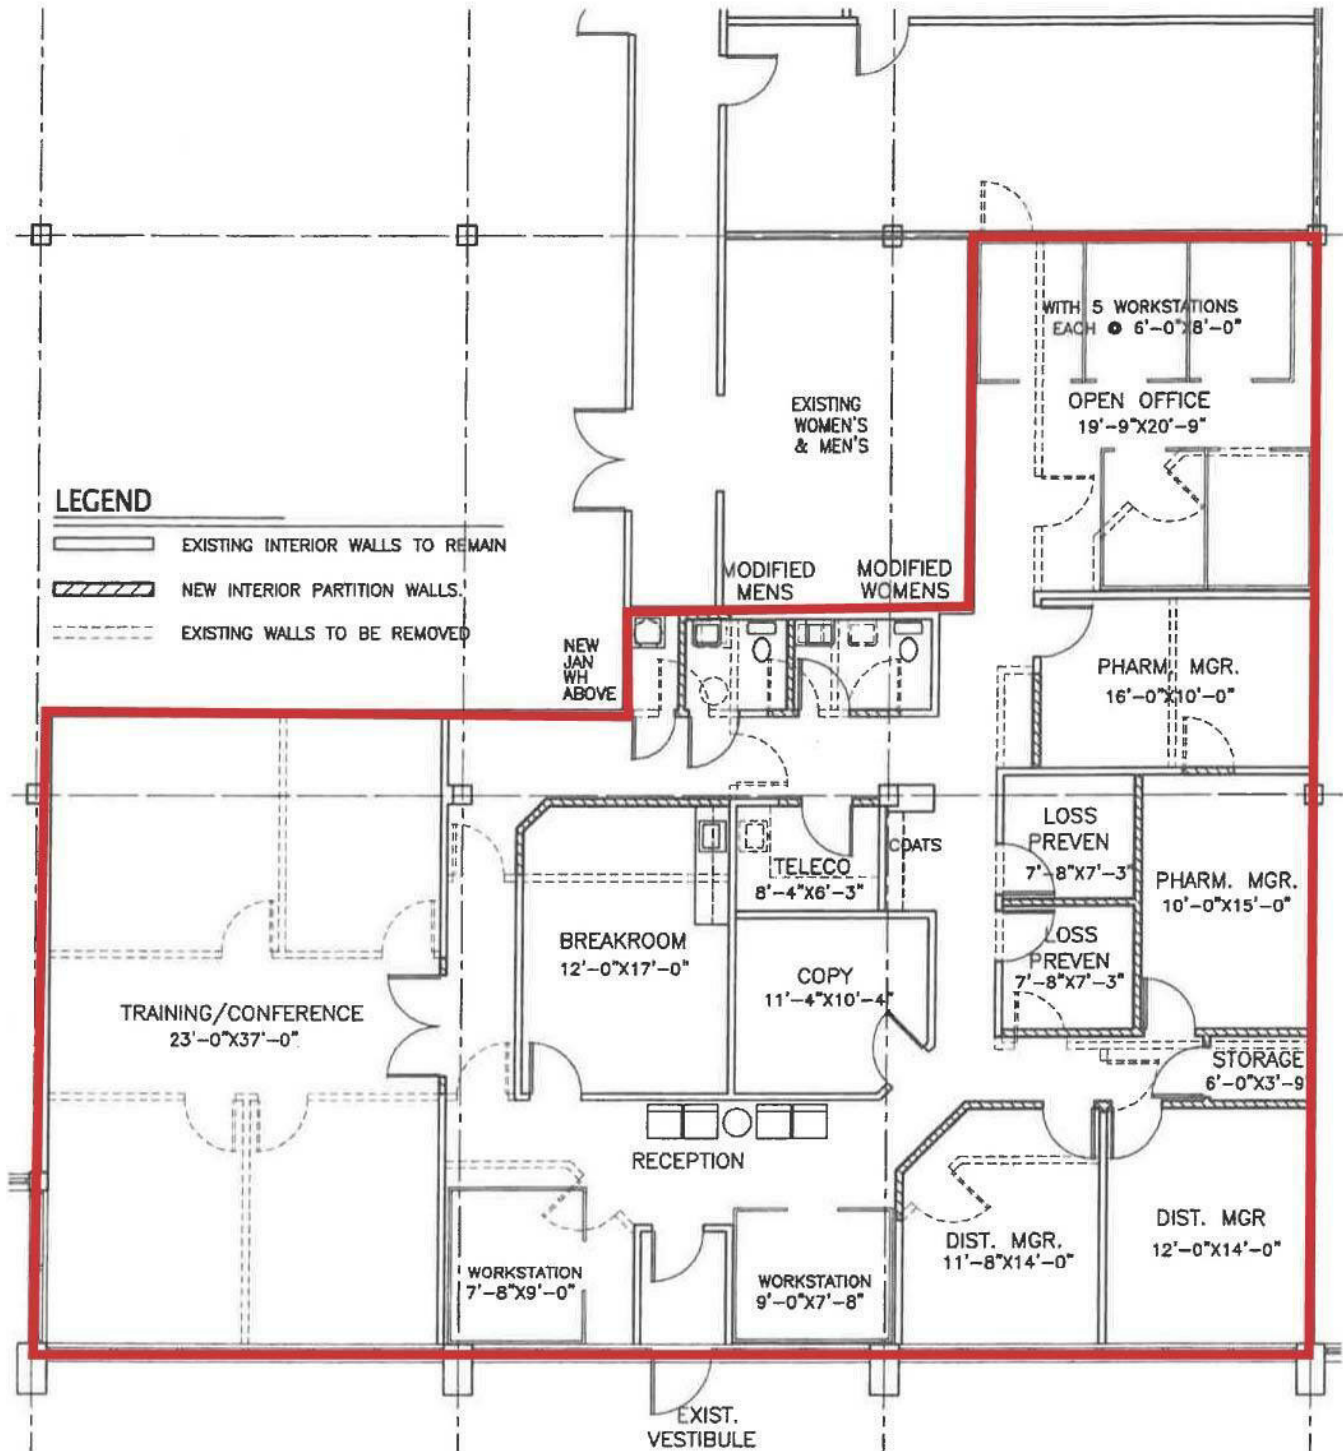 WITH 5 WORKSTATIONS
EACH @ 6'-0"X8'-0"
OPEN OFFICE
19'-9"X20'-9"
EXISTING
WOMEN'S
& MEN'S
LEGEND
EXISTING INTERIOR WALLS TO REMAIN
NEW INTERIOR PARTITION WALLS.
EXISTING WALLS TO BE REMOVED
MODIFIED
MENS
MODIFIED
WOMENS
NEW
JAN
WH
ABOVE
PHARM. MGR.
16'-0"X10'-0"
LOSS
PREVEN
7'-8"X7'-3"
TELECO
8'-4"X6'-3"
COATS
PHARM. MGR.
10'-0"X15'-0"
BREAKROOM
12'-0"X17'-0"
LOSS
PREVEN
7'-8"X7'-3"
COPY
11'-4"X10'-4"
TRAINING/CONFERENCE
23'-0"X37'-0"
STORAGE
6'-0"X3'-9
RECEPTION
DIST. MGR.
11'-8"X14'-0"
DIST. MGR
12'-0"X14'-0"
WORKSTATION
7'-8"X9'-0"
WORKSTATION
9'-0"X7'-8"
EXIST.
VESTIBULE